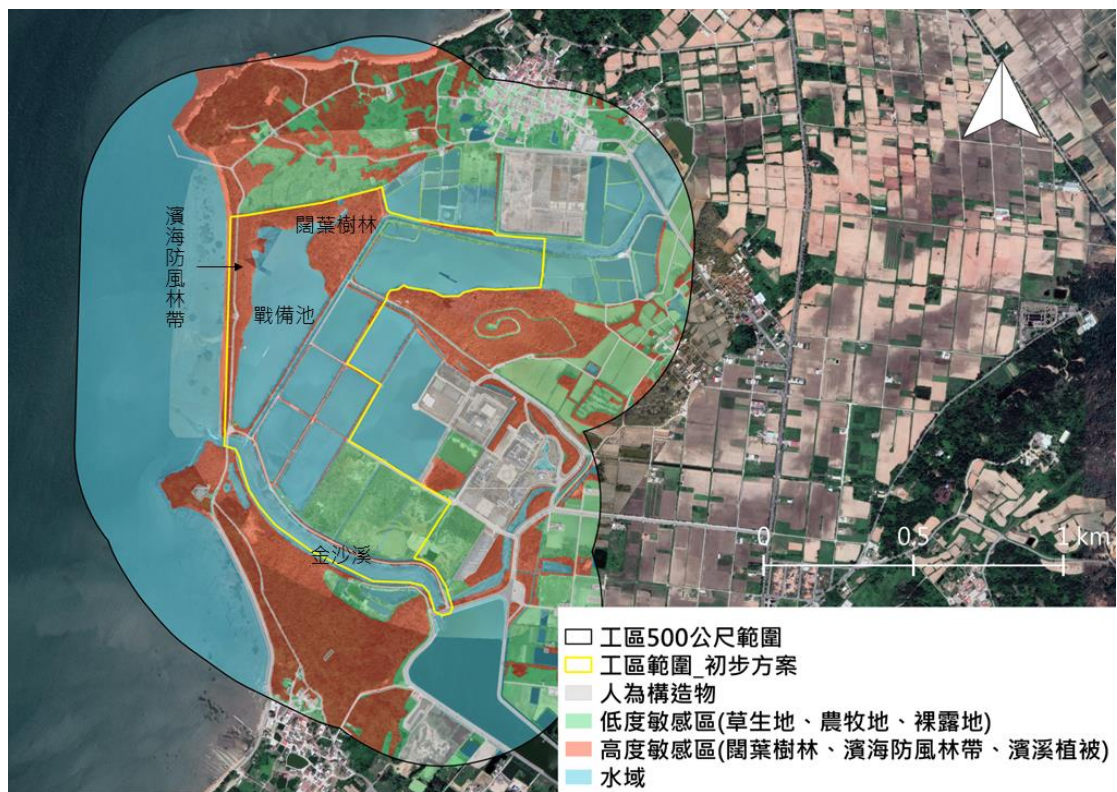 濱海防風林帶
闊葉樹林
戰備池
金沙溪
0 0.5 1 km
工區500公尺範圍
工區範圍_初步方案
人為構造物
低度敏感區(草生地、農牧地、裸露地)
高度敏感區(闊葉樹林、濱海防風林帶、濱溪植被)
水域